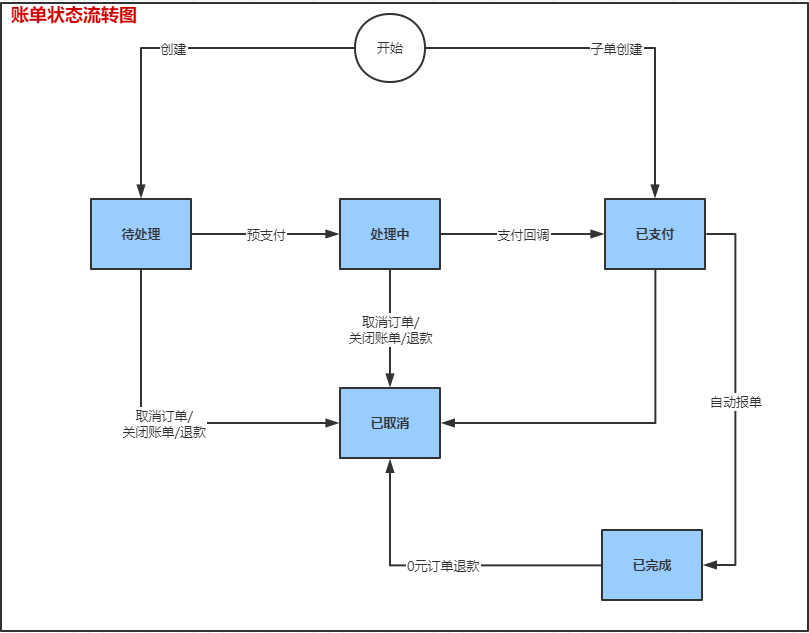 账单状态流转图
开始
创建
子单创建
待处理
预支付
处理中
支付回调
已支付
取消订单/
关闭账单/退款
自动报单
取消订单/
关闭账单/退款
已取消
0元订单退款
已完成